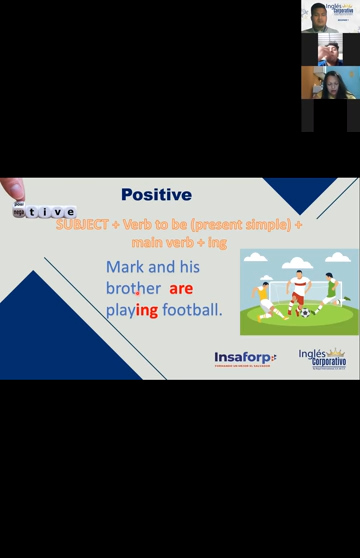 Inglés
Corporativo
Positive
tive
SUBJECT + Verb to be (present simple) +
main verb + ing
Mark and his
brother are
playing football.
Insaforp
Inglés
Corporativo